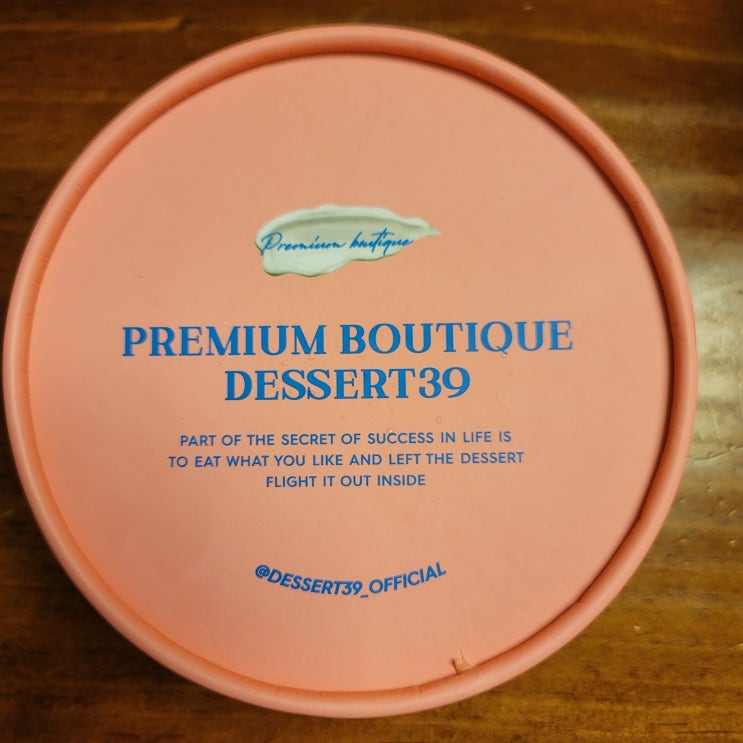 Premium boutique
PREMIUM BOUTIQUE
DESSERT39
PART OF THE SECRET OF SUCCESS IN LIFE IS
TO EAT WHAT YOU LIKE AND LEFT THE DESSERT
FLIGHT IT OUT INSIDE
@DESSERT39_OFFICIAL